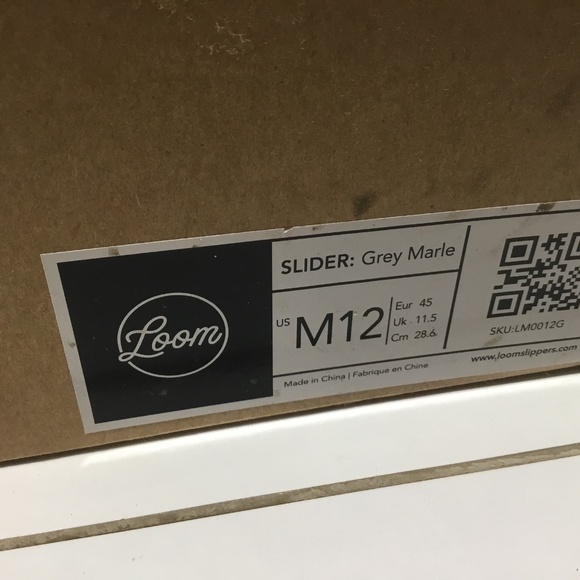 Loom
SLIDER: Grey Marle
US M12
Eur 45
Uk 11.5
Cm 28.6
Made in China | Fabriqué en Chine
SKU:LM0012G
www.loomslippers.com